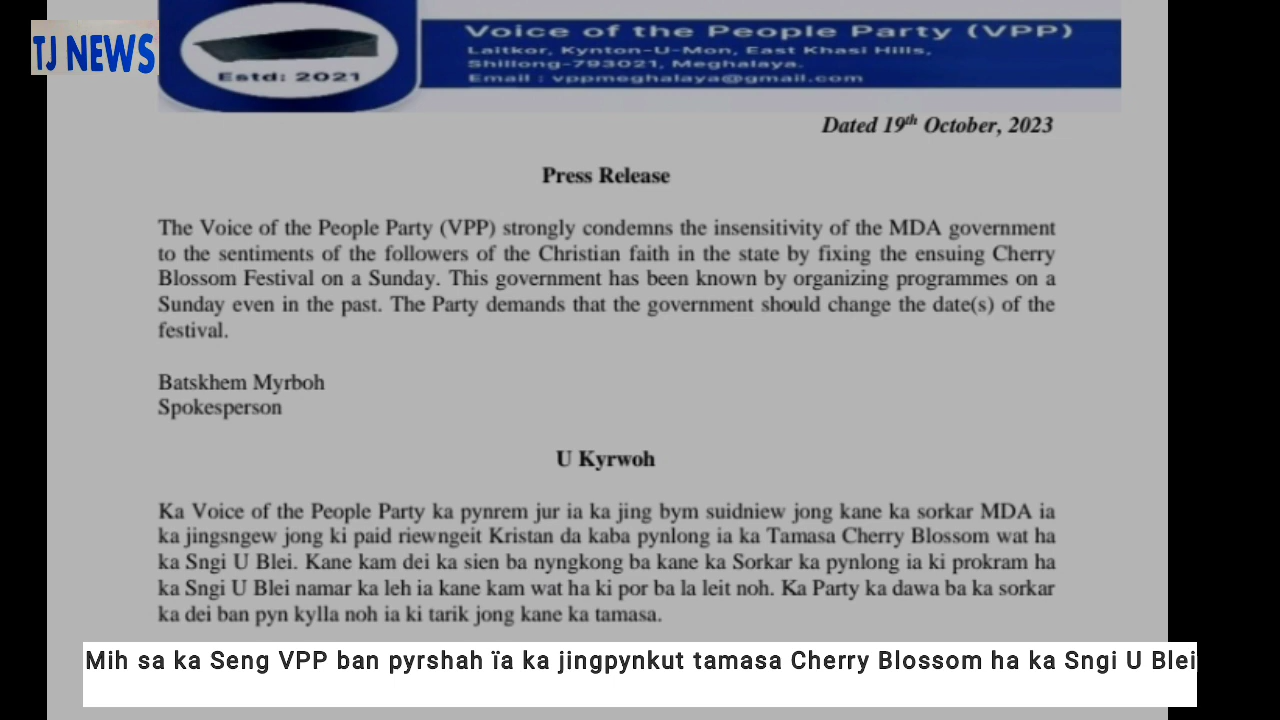 TJ NEWS
Estd: 2021
Voice of the People Party (VPP)
Laitkor, Kynton-U-Mon, East Khasi Hills,
Shillong-793021, Meghalaya.
Email : vppmeghalaya@gmail.com
Dated 19th October, 2023
Press Release
The Voice of the People Party (VPP) strongly condemns the insensitivity of the MDA government
to the sentiments of the followers of the Christian faith in the state by fixing the ensuing Cherry
Blossom Festival on a Sunday. This government has been known by organizing programmes on a
Sunday even in the past. The Party demands that the government should change the date(s) of the
festival.
Batskhem Myrboh
Spokesperson
U Kyrwoh
Ka Voice of the People Party ka pynrem jur ia ka jing bym suidniew jong kane ka sorkar MDA ia
ka jingsngew jong ki paid riewngeit Kristan da kaba pynlong ia ka Tamasa Cherry Blossom wat ha
ka Sngi U Blei. Kane kam dei ka sien ba nyngkong ba kane ka Sorkar ka pynlong ia ki prokram ha
ka Sngi U Blei namar ka leh ia kane kam wat ha ki por ba la leit noh. Ka Party ka dawa ba ka sorkar
ka dei ban pyn kylla noh ia ki tarik jong kane ka tamasa.
Mih sa ka Seng VPP ban pyrshah ïa ka jingpynkut tamasa Cherry Blossom ha ka Sngi U Blei